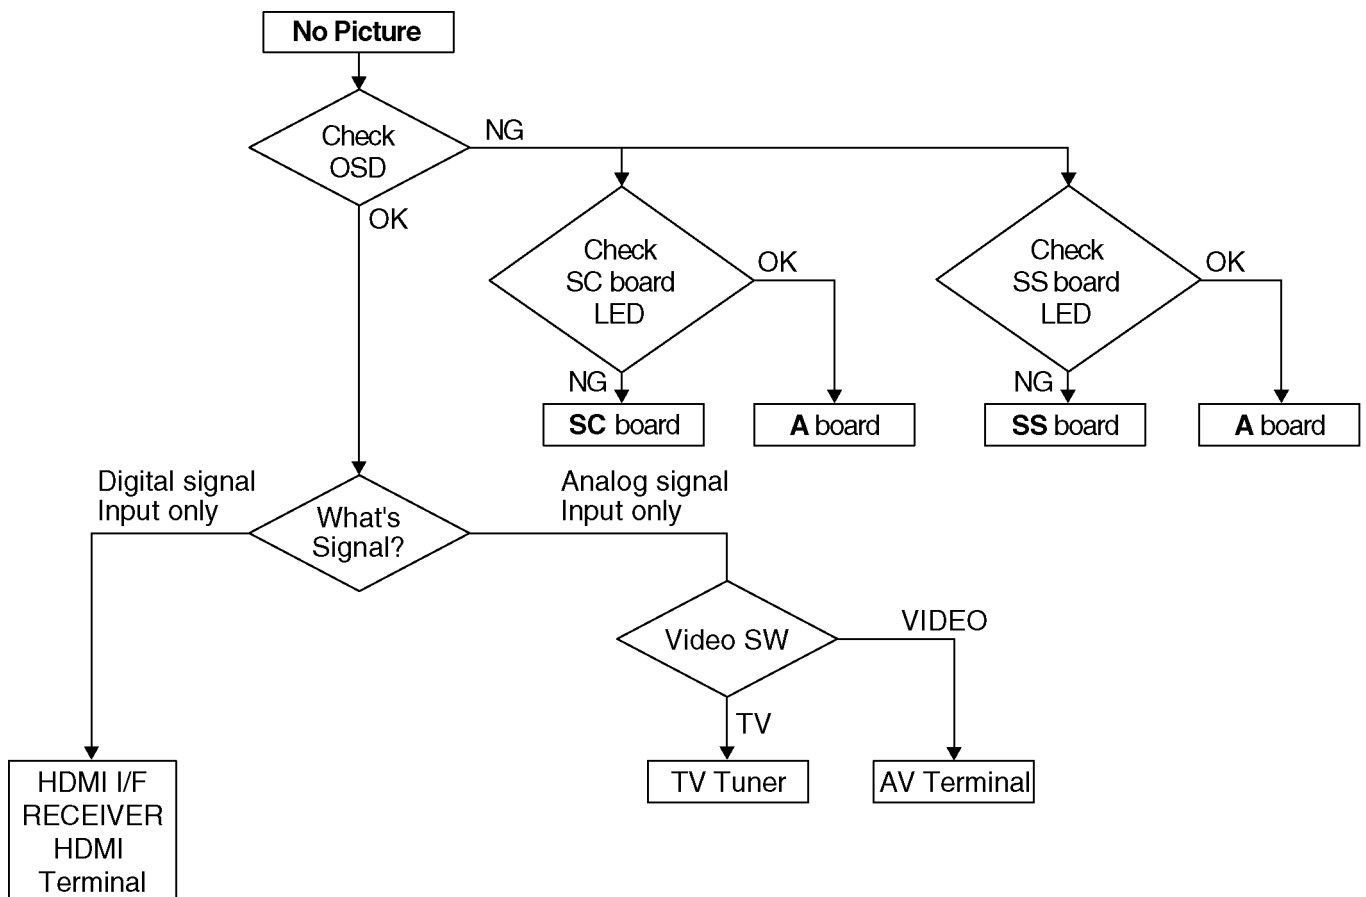 No Picture
Check
OSD
NG
OK
Check
SC board
LED
OK
NG
SC board
A board
Check
SS board
LED
OK
NG
SS board
A board
Digital signal
Input only
What's
Signal?
Analog signal
Input only
Video SW
VIDEO
TV
HDMI I/F
RECEIVER
HDMI
Terminal
TV Tuner
AV Terminal